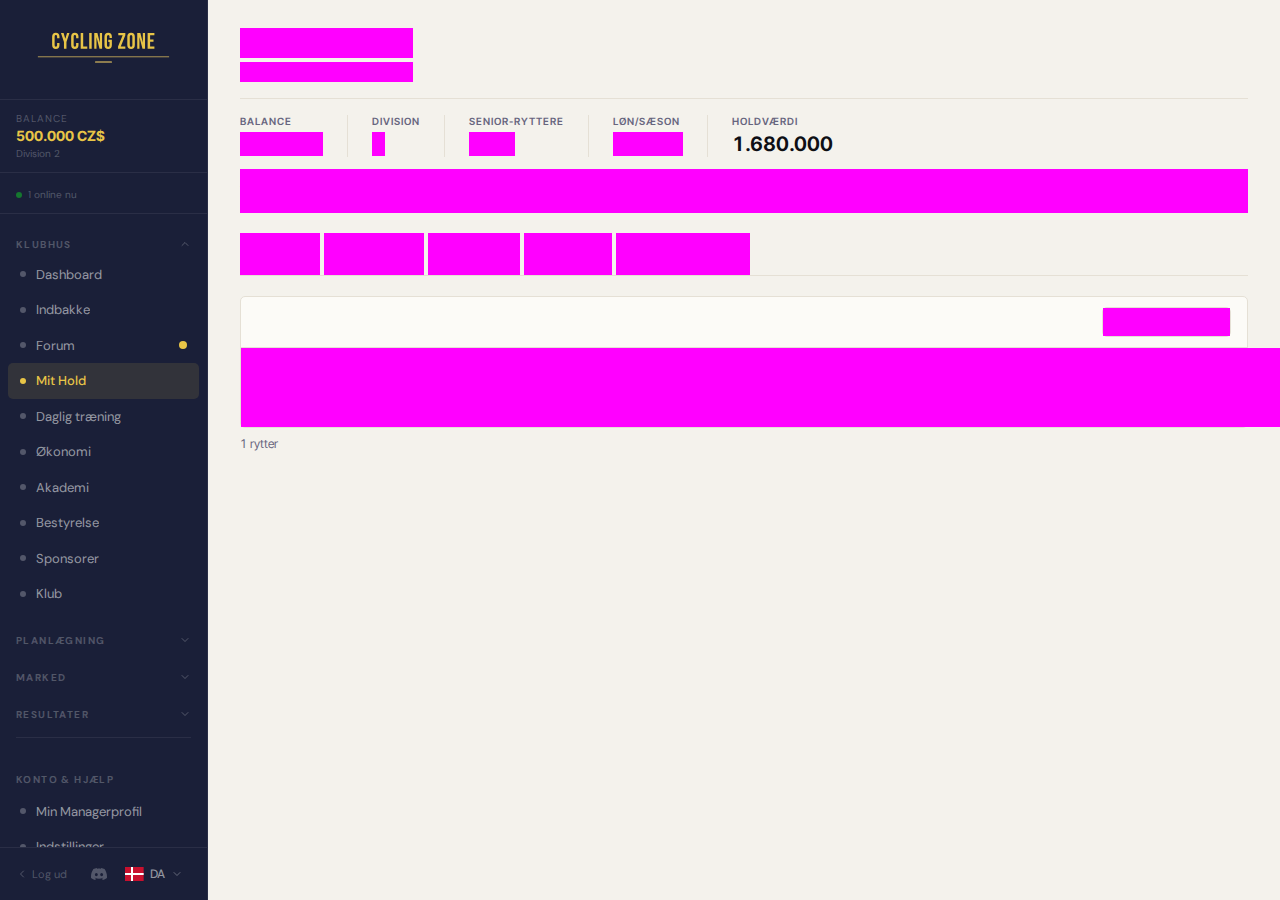 CYCLING ZONE
BALANCE
500.000 CZ$
Division 2
1 online nu
KLUBHUS
Dashboard
Indbakke
Forum
Mit Hold
Daglig træning
Økonomi
Akademi
Bestyrelse
Sponsorer
Klub
PLANLÆGNING
MARKED
RESULTATER
KONTO & HJÆLP
Min Managerprofil
Indstillinger
Log ud
DA
BALANCE
DIVISION
SENIOR-RYTTERE
LØN/SÆSON
HOLDVÆRDI
1.680.000
1 rytter